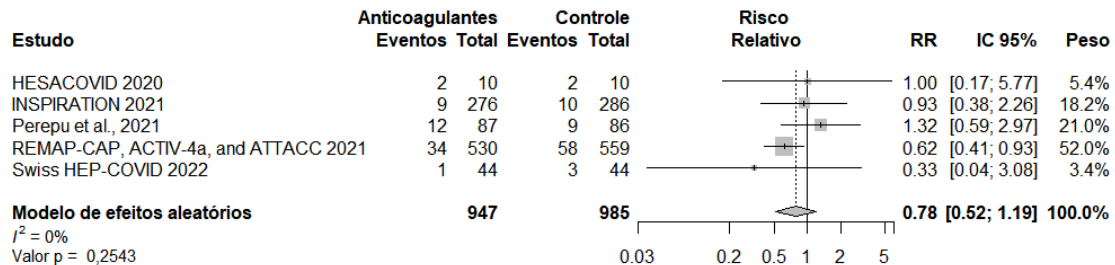 Anticoagulantes Controle Risco
Estudo Eventos Total Eventos Total Relativo RR IC 95% Peso
HESACOVID 2020 2 10 2 10 1.00 [0.17; 5.77] 5.4%
INSPIRATION 2021 9 276 10 286 0.93 [0.38; 2.26] 18.2%
Perepu et al., 2021 12 87 9 86 1.32 [0.59; 2.97] 21.0%
REMAP-CAP, ACTIV-4a, and ATTACC 2021 34 530 58 559 0.62 [0.41; 0.93] 52.0%
Swiss HEP-COVID 2022 1 44 3 44 0.33 [0.04; 3.08] 3.4%
Modelo de efeitos aleatórios 947 985 0.78 [0.52; 1.19] 100.0%
I² = 0%
Valor p = 0,2543 0.03 0.2 0.5 1 2 5